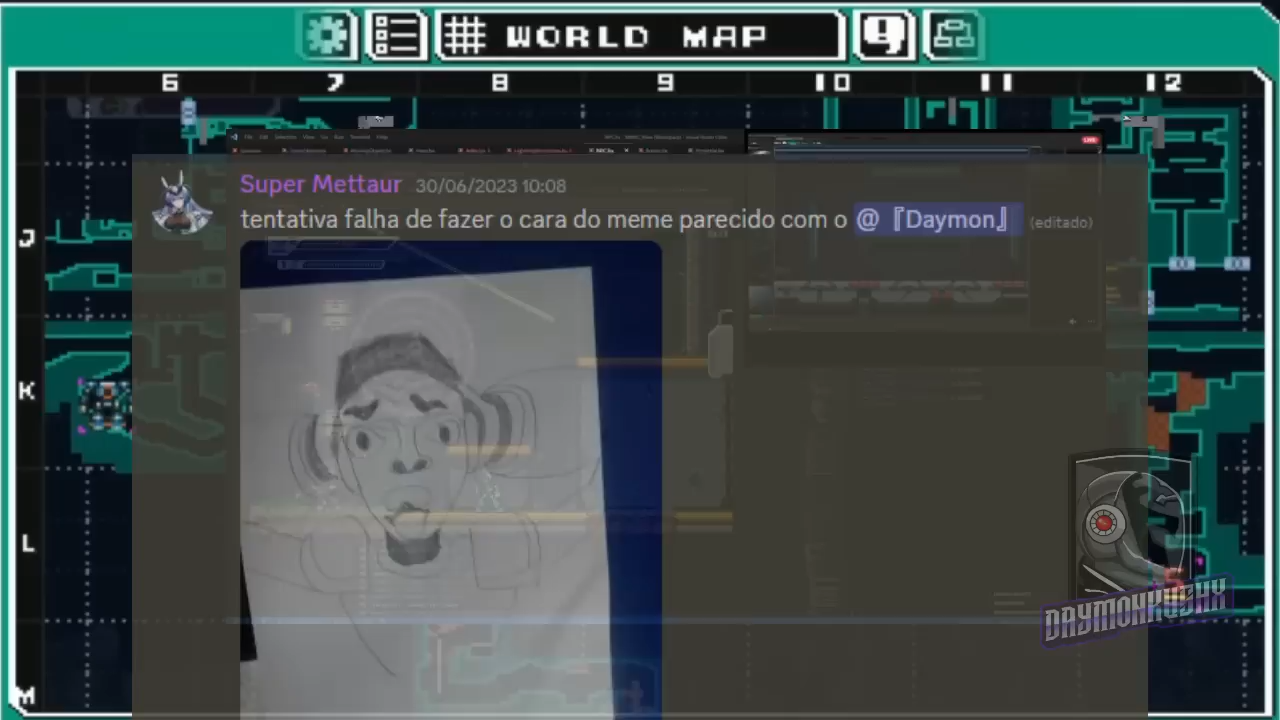 WORLD MAP
6 7 8 9 10 11 12
J
K
L
M
Super Mettaur 30/06/2023 10:08
tentativa falha de fazer o cara do meme parecido com o @『Daymon』 (editado)
DAYMONKUSHX